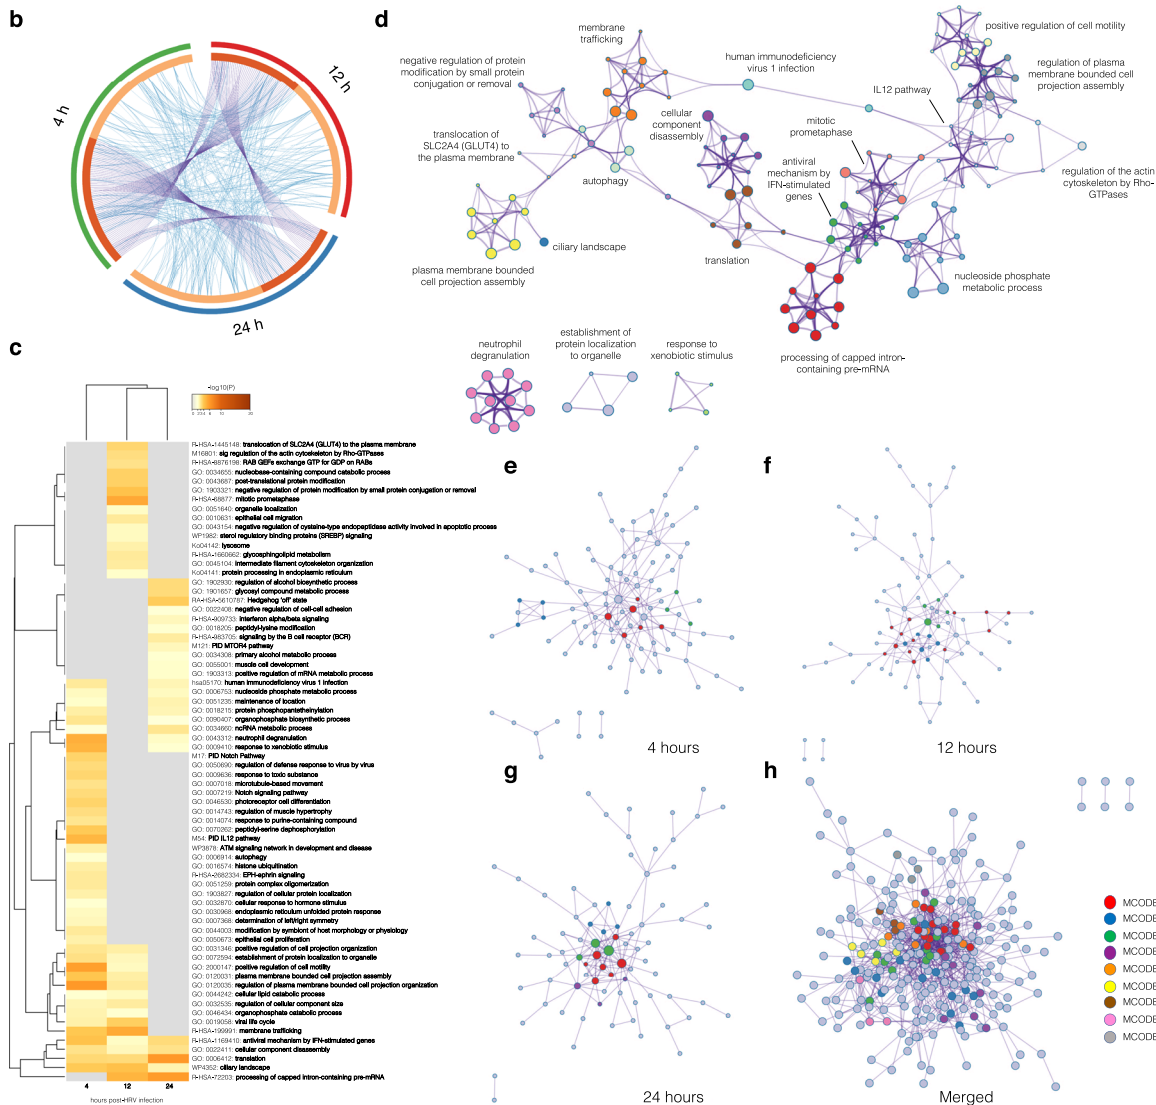 b
4 h
12 h
24 h
d
membrane
trafficking
negative regulation of protein
modification by small protein
conjugation or removal
human immunodeficiency
virus 1 infection
positive regulation of cell motility
regulation of plasma
membrane bounded cell
projection assembly
IL12 pathway
cellular
component
disassembly
mitotic
prometaphase
translocation of
SLC2A4 (GLUT4) to
the plasma membrane
antiviral
mechanism by
IFN-stimulated
genes
autophagy
regulation of the actin
cytoskeleton by Rho-
GTPases
ciliary landscape
translation
plasma membrane bounded
cell projection assembly
nucleoside phosphate
metabolic process
processing of capped intron-
containing pre-mRNA
neutrophil
degranulation
establishment of
protein localization
to organelle
response to
xenobiotic stimulus
c
-log10(P)
0 2 3 4 6 10 20
R-HSA-1445148: translocation of SLC2A4 (GLUT4) to the plasma membrane
M16801: sig regulation of the actin cytoskeleton by Rho-GTPases
R-HSA-8876198: RAB GEFs exchange GTP for GDP on RABs
GO: 0034655: nucleobase-containing compound catabolic process
GO: 0043687: post-translational protein modification
GO: 1903321: negative regulation of protein modification by small protein conjugation or removal
R-HSA-68877: mitotic prometaphase
GO: 0051640: organelle localization
GO: 0010631: epithelial cell migration
GO: 0043154: negative regulation of cystaine-type endopeptidase activity involved in apoptotic process
WP1982: sterol regulatory binding proteins (SREBP) signaling
Ko04142: lysosome
R-HSA-1660662: glycosphingolipid metabolism
GO: 0045104: intermediate filament cytoskeleton organization
Ko04141: protein processing in endoplasmic reticulum
GO: 1902930: regulation of alcohol biosynthetic process
GO: 1901657: glycosyl compound metabolic process
RA-HSA-5610787: Hedgehog 'off' state
GO: 0022408: negative regulation of cell-cell adhesion
R-HSA-909733: interferon alpha/beta signaling
GO: 0018205: peptidyl-lysine modification
R-HSA-983705: signaling by the B cell receptor (BCR)
M121: PID MTOR4 pathway
GO: 0034308: primary alcohol metabolic process
GO: 0055001: muscle cell development
GO: 1903313: positive regulation of mRNA metabolic process
hsa05170: human immunodeficiency virus 1 infection
GO: 0006753: nucleoside phosphate metabolic process
GO: 0051235: maintenance of location
GO: 0018215: protein phosphopantetheinylation
GO: 0090407: organophosphate biosynthetic process
GO: 0034660: ncRNA metabolic process
GO: 0043312: neutrophil degranulation
GO: 0009410: response to xenobiotic stimulus
M17: PID Notch Pathway
GO: 0050690: regulation of defense response to virus by virus
GO: 0009636: response to toxic substance
GO: 0007018: microtubule-based movement
GO: 0007219: Notch signaling pathway
GO: 0046530: photoreceptor cell differentiation
GO: 0014743: regulation of muscle hypertrophy
GO: 0014074: response to purine-containing compound
GO: 0070262: peptidyl-serine dephosphorylation
M54: PID IL12 pathway
WP3878: ATM signaling network in development and disease
GO: 0006914: autophagy
GO: 0016574: histone ubiquitination
R-HSA-2682334: EPH-ephrin signaling
GO: 0051259: protein complex oligomerization
GO: 1903827: regulation of cellular protein localization
GO: 0032870: cellular response to hormone stimulus
GO: 0030968: endoplasmic reticulum unfolded protein response
GO: 0007368: determination of left/right symmetry
GO: 0044003: modification by symbiont of host morphology or physiology
GO: 0050673: epithelial cell proliferation
GO: 0031346: positive regulation of cell projection organization
GO: 0072594: establishment of protein localization to organelle
GO: 2000147: positive regulation of cell motility
GO: 0120031: plasma membrane bounded cell projection assembly
GO: 0120035: regulation of plasma membrane bounded cell projection organization
GO: 0044242: cellular lipid catabolic process
GO: 0032535: regulation of cellular component size
GO: 0046434: organophosphate catabolic process
GO: 0019058: viral life cycle
R-HSA-199991: membrane trafficking
R-HSA-1169410: antiviral mechanism by IFN-stimulated genes
GO: 0022411: cellular component disassembly
GO: 0006412: translation
WP4352: ciliary landscape
R-HSA-72203: processing of capped intron-containing pre-mRNA
4 12 24
hours post-HRV infection
e
4 hours
f
12 hours
g
24 hours
h
Merged
MCODE
MCODE
MCODE
MCODE
MCODE
MCODE
MCODE
MCODE
MCODE